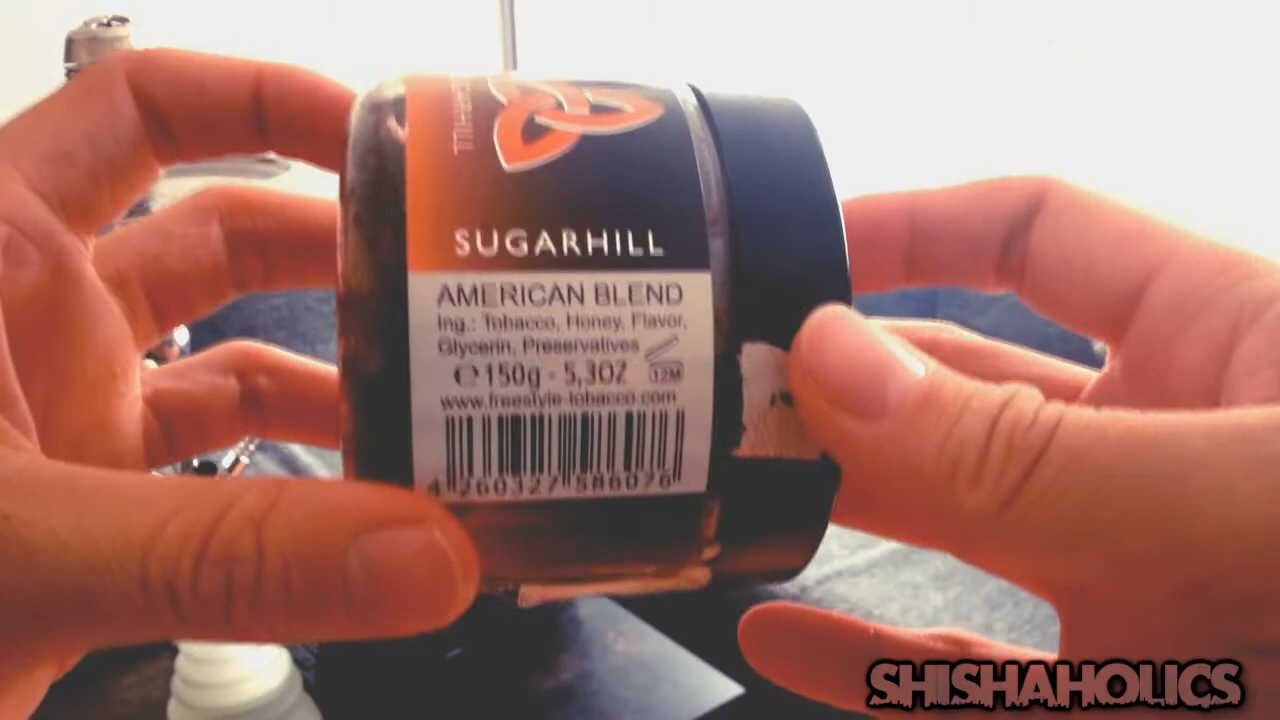 SUGARHILL
AMERICAN BLEND
Ing.: Tobacco, Honey, Flavor,
Glycerin, Preservatives
12M
℮150g - 5,3OZ
www.freestyle-tobacco.com
4 260327 586076
SHISHAHOLICS